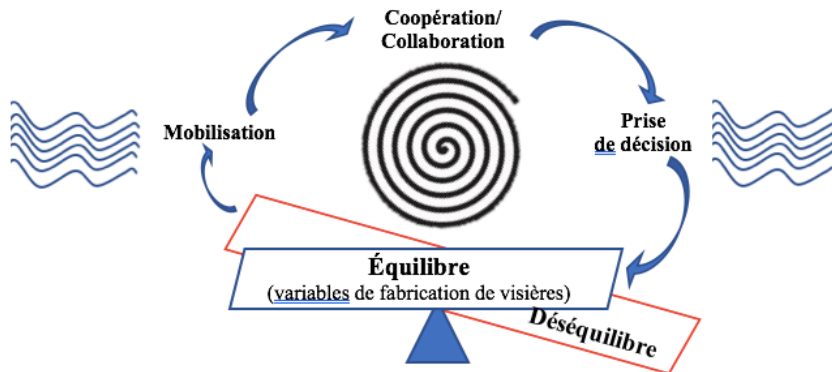 Coopération/
Collaboration
Mobilisation
Prise
de décision
Équilibre
(variables de fabrication de visières)
Déséquilibre